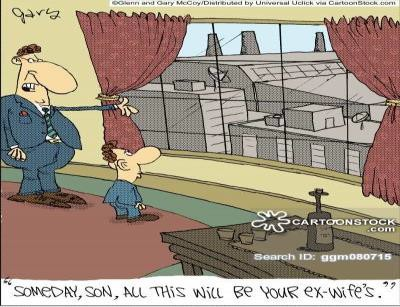 ©Glenn and Gary McCoy/Distributed by Universal Uclick via CartoonStock.com
gary
CARTOONSTOCK
.com
Search ID: ggm080715
"SOMEDAY, SON, ALL THIS WILL BE YOUR EX-WIFE'S."